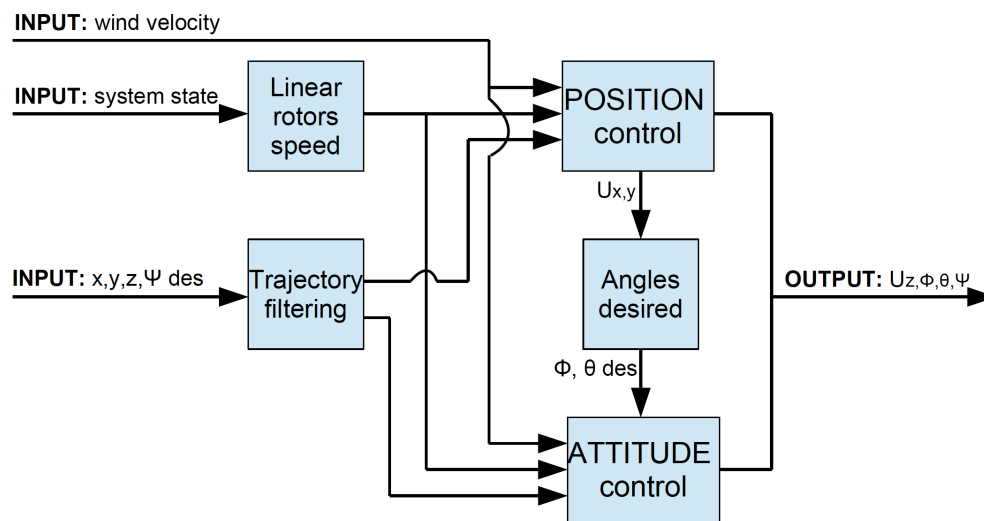 INPUT: wind velocity
INPUT: system state
Linear
rotors
speed
POSITION
control
Ux,y
INPUT: x,y,z,Ψ des
Trajectory
filtering
Angles
desired
OUTPUT: Uz,Φ,θ,Ψ
Φ, θ des
ATTITUDE
control